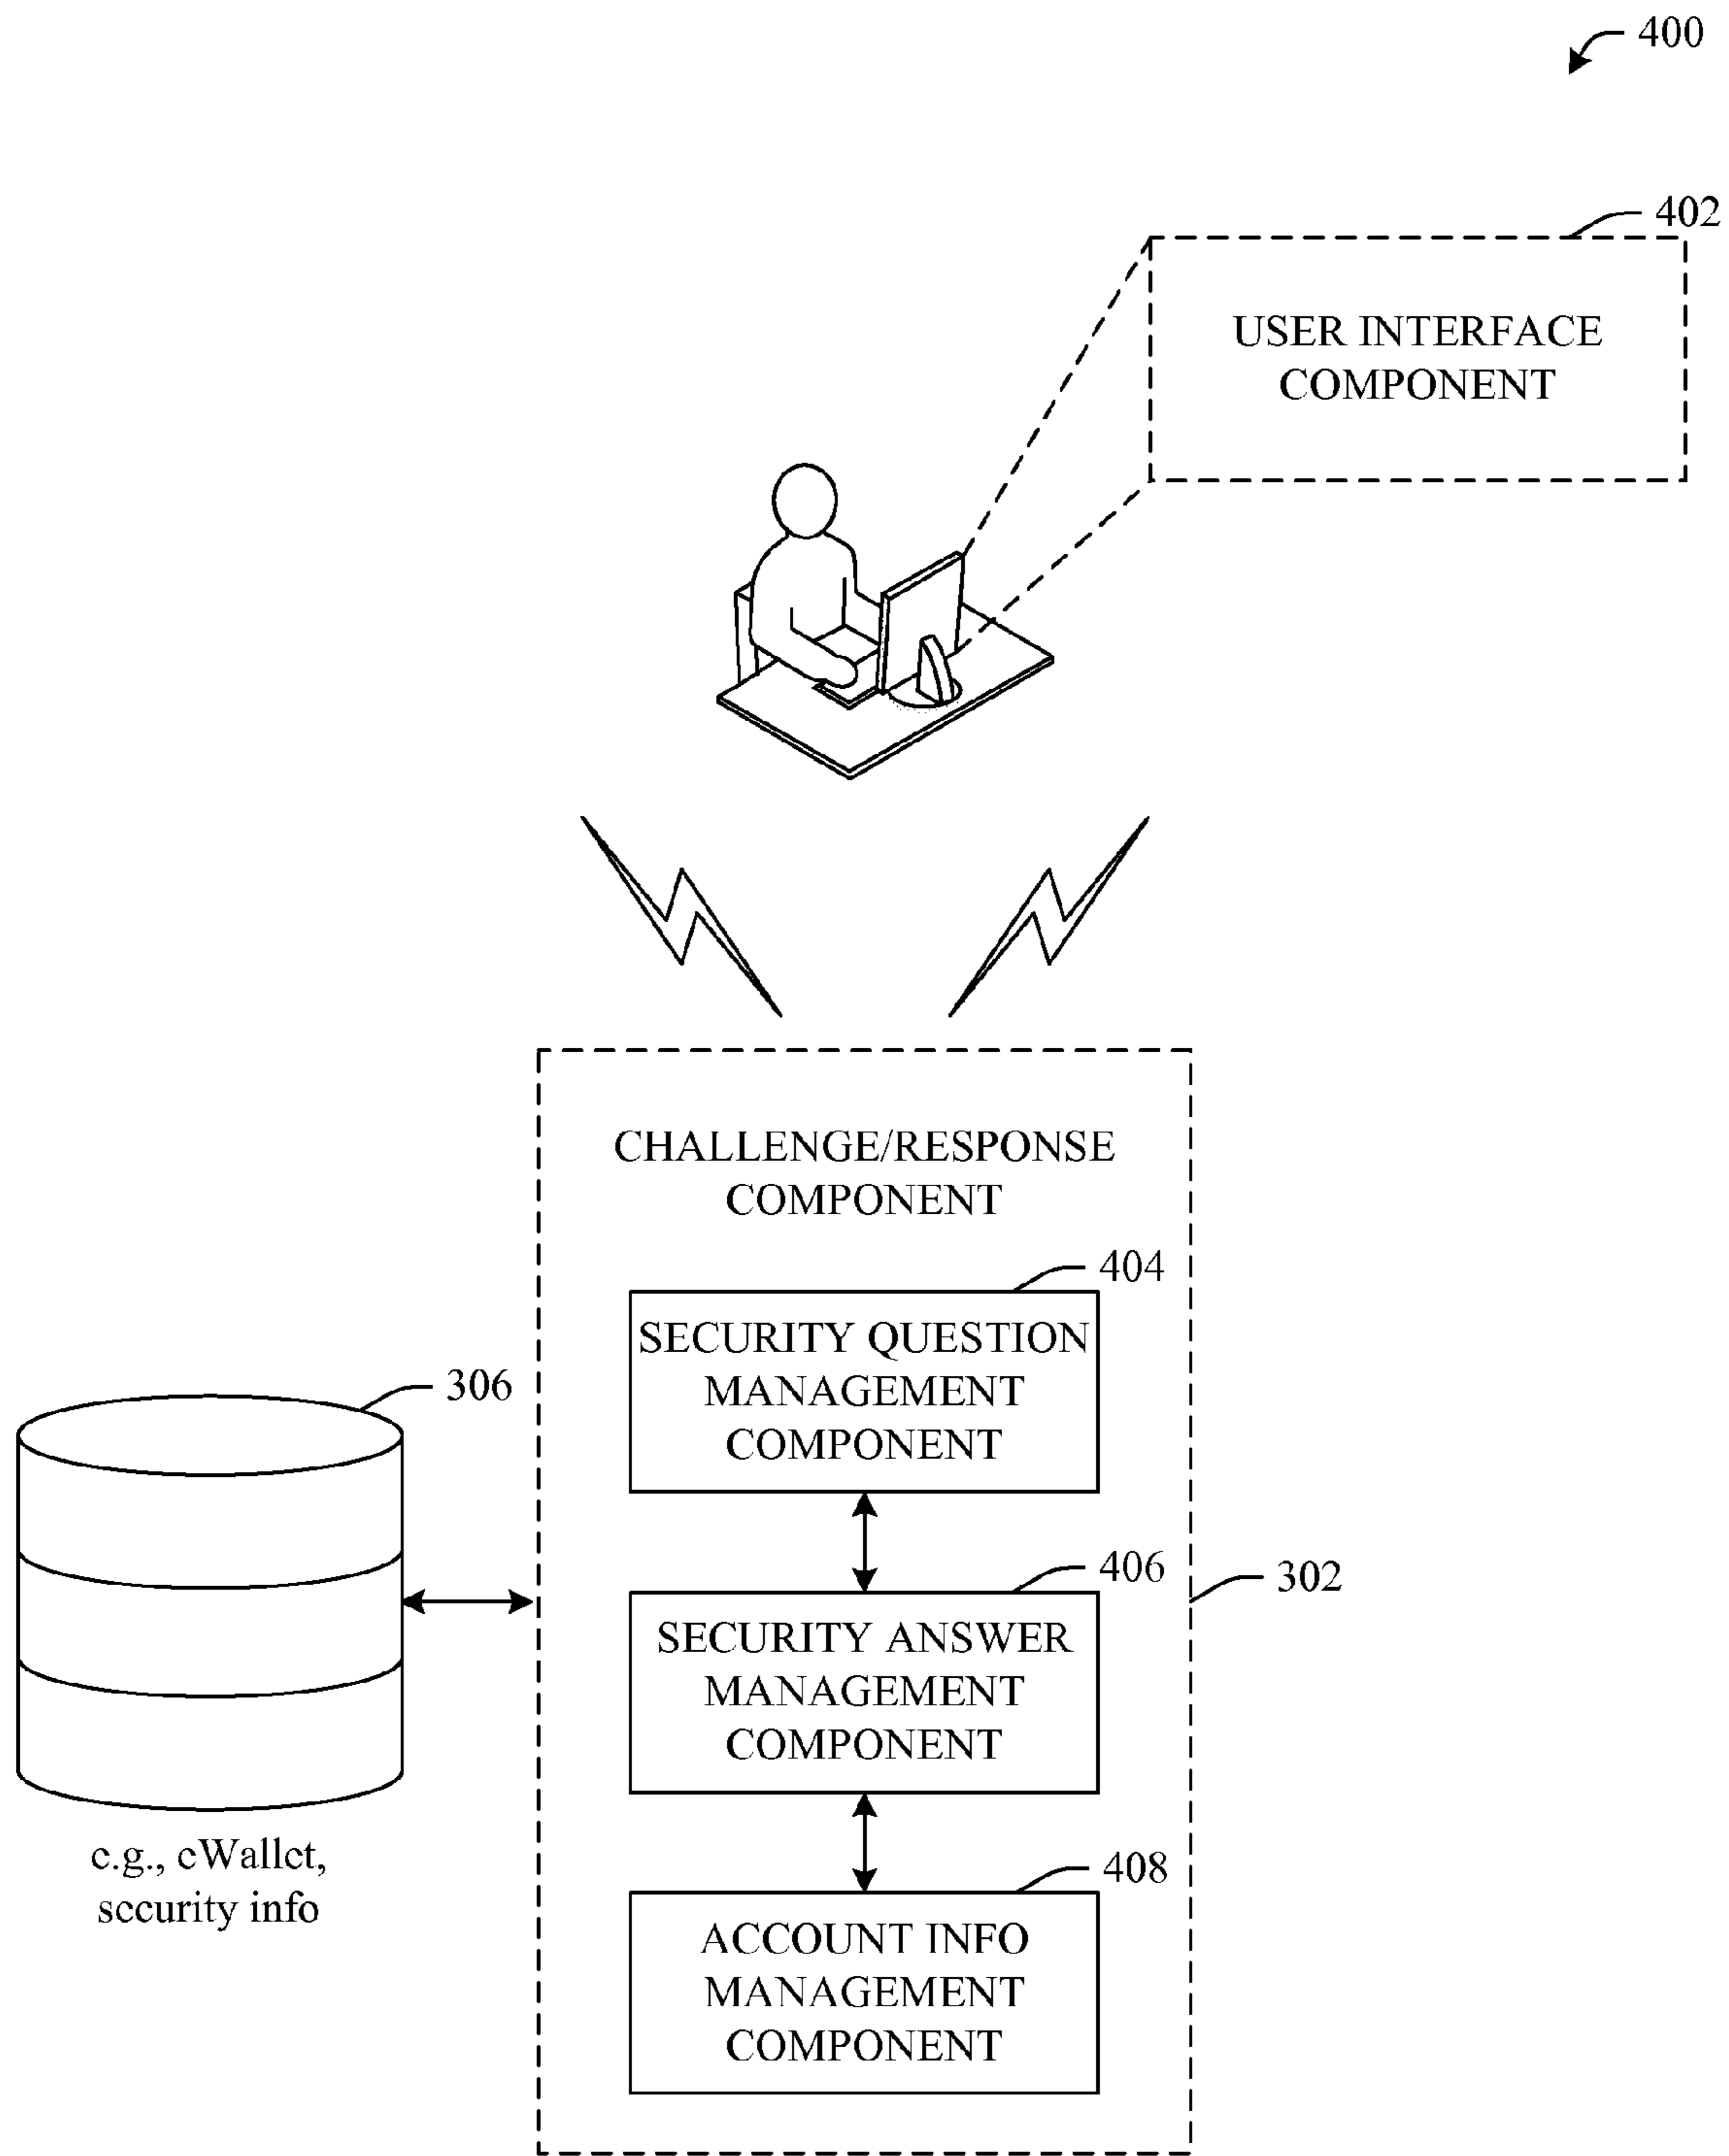 400
402
USER INTERFACE
COMPONENT
CHALLENGE/RESPONSE
COMPONENT
404
SECURITY QUESTION
MANAGEMENT
COMPONENT
306
406
302
SECURITY ANSWER
MANAGEMENT
COMPONENT
e.g., eWallet,
security info
408
ACCOUNT INFO
MANAGEMENT
COMPONENT